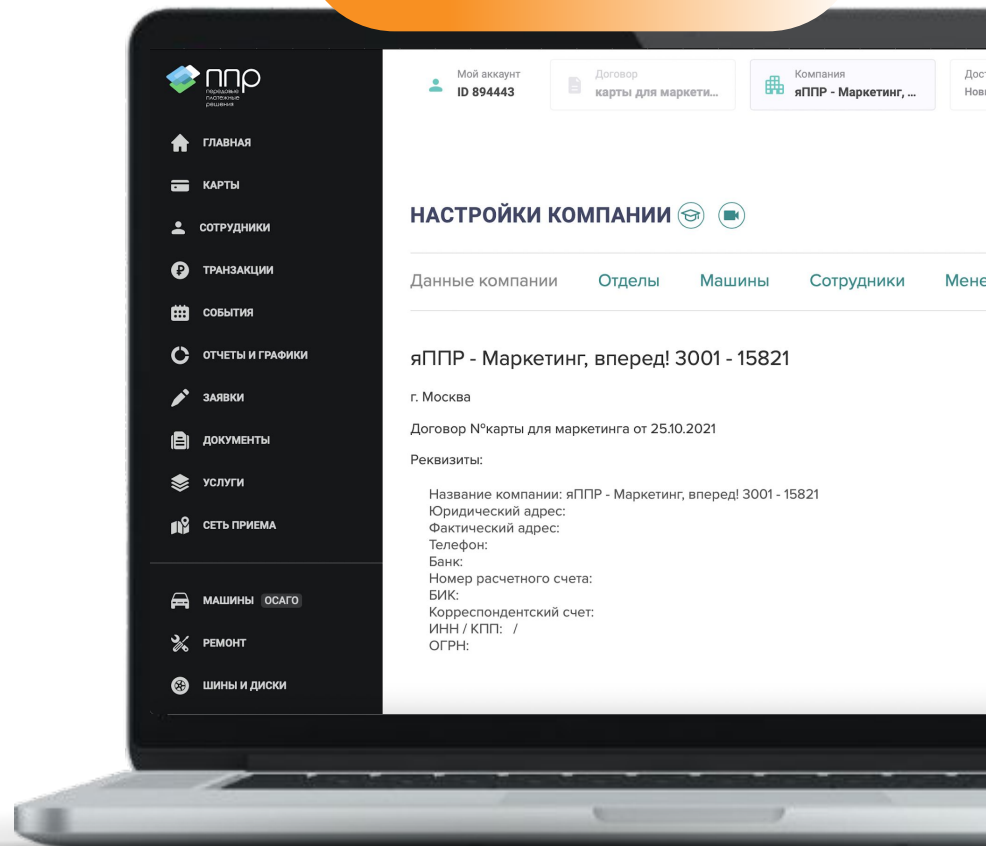 ппр
передовые
платежные
решения
ГЛАВНАЯ
КАРТЫ
СОТРУДНИКИ
ТРАНЗАКЦИИ
СОБЫТИЯ
ОТЧЕТЫ И ГРАФИКИ
ЗАЯВКИ
ДОКУМЕНТЫ
УСЛУГИ
СЕТЬ ПРИЕМА
МАШИНЫ ОСАГО
РЕМОНТ
ШИНЫ И ДИСКИ
Мой аккаунт
ID 894443
Договор
карты для маркети...
Компания
яППР - Маркетинг, ...
НАСТРОЙКИ КОМПАНИИ
Данные компании Отделы Машины Сотрудники
яППР - Маркетинг, вперед! 3001 - 15821
г. Москва
Договор №карты для маркетинга от 25.10.2021
Реквизиты:
Название компании: яППР - Маркетинг, вперед! 3001 - 15821
Юридический адрес:
Фактический адрес:
Телефон:
Банк:
Номер расчетного счета:
БИК:
Корреспондентский счет:
ИНН / КПП: /
ОГРН: